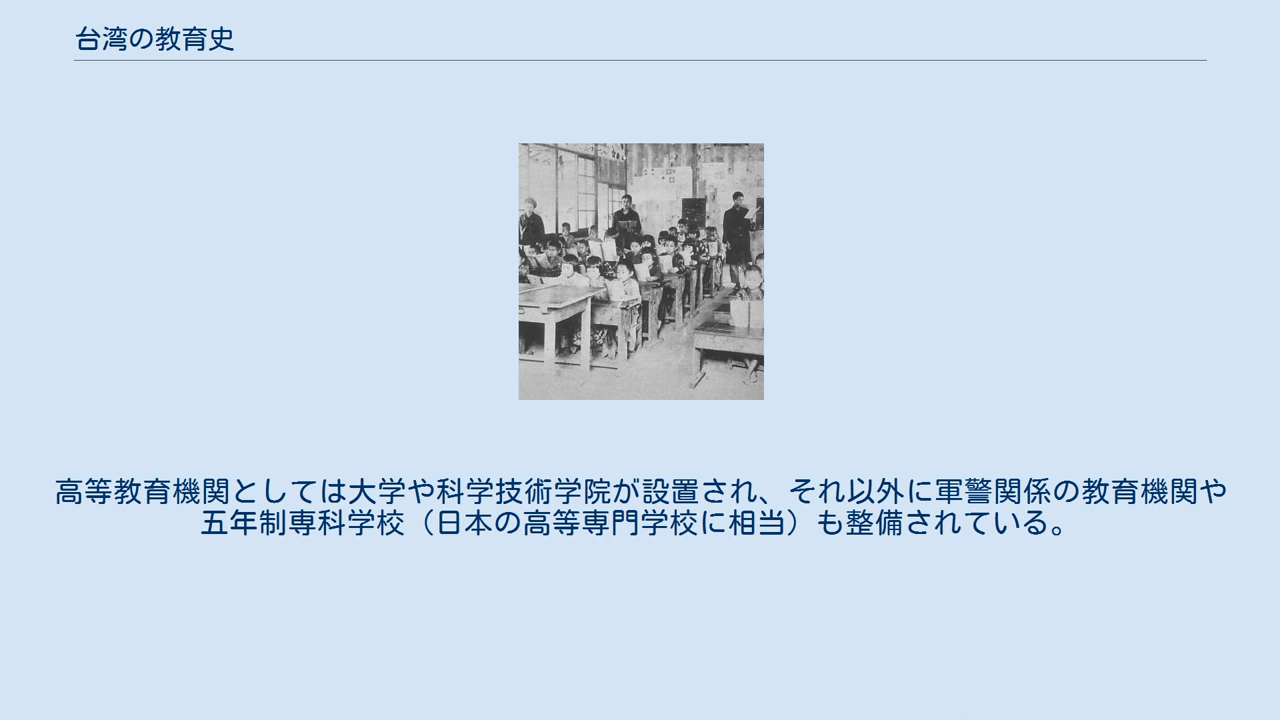 台湾の教育史
高等教育機関としては大学や科学技術学院が設置され、それ以外に軍警関係の教育機関や
五年制専科学校（日本の高等専門学校に相当）も整備されている。